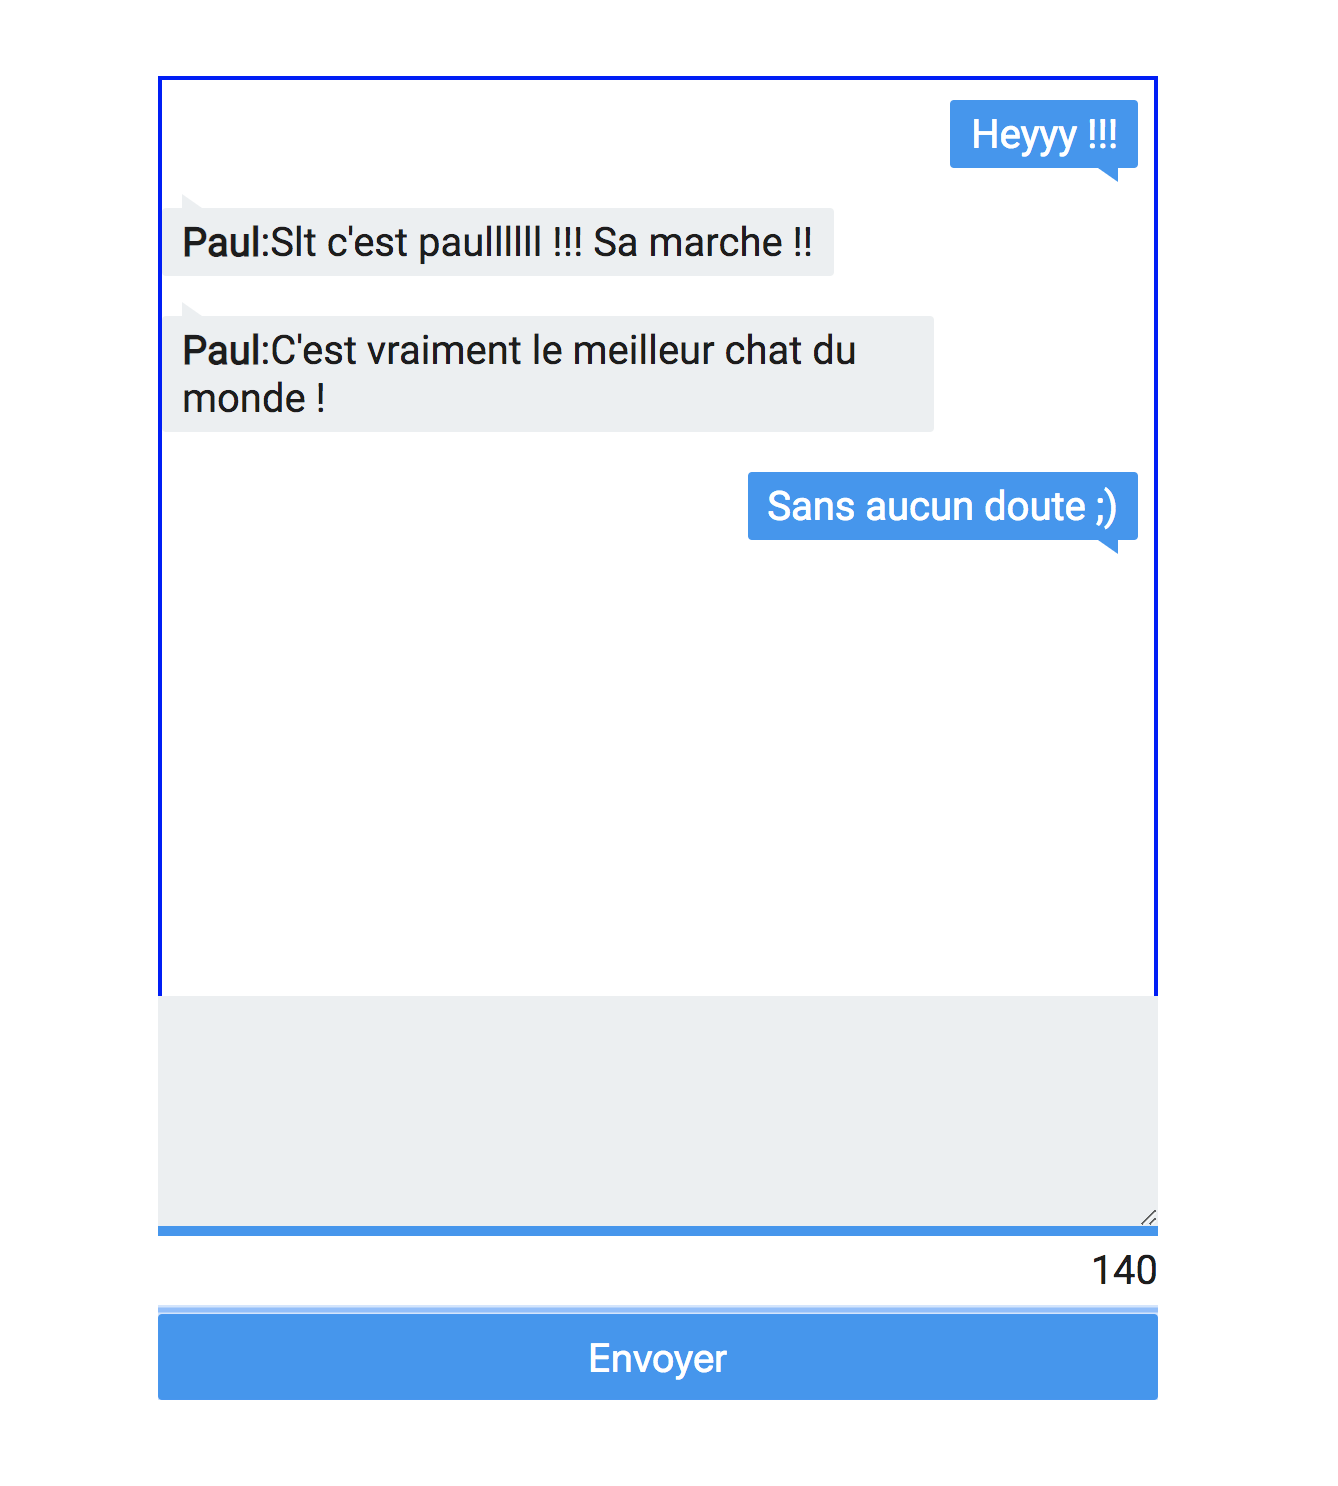 Heyyy !!!
Paul:Slt c'est paullllll !!! Sa marche !!
Paul:C'est vraiment le meilleur chat du
monde !
Sans aucun doute ;)
140
Envoyer